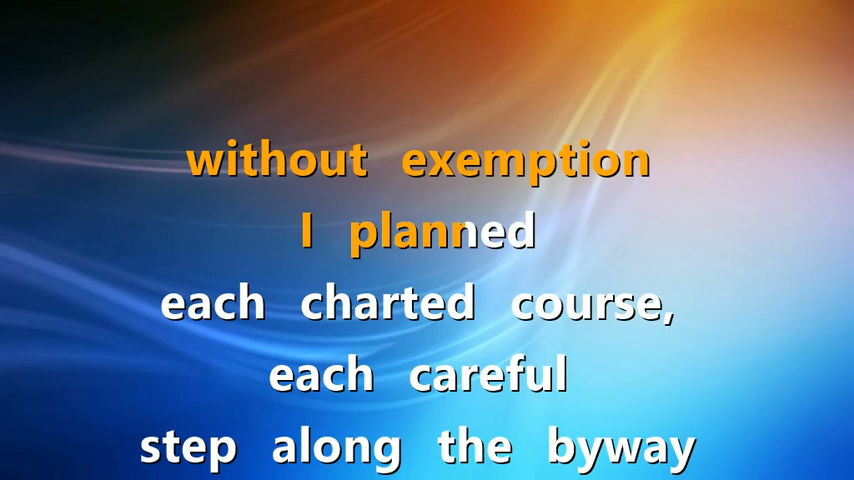 without exemption
I planned
each charted course,
each careful
step along the byway